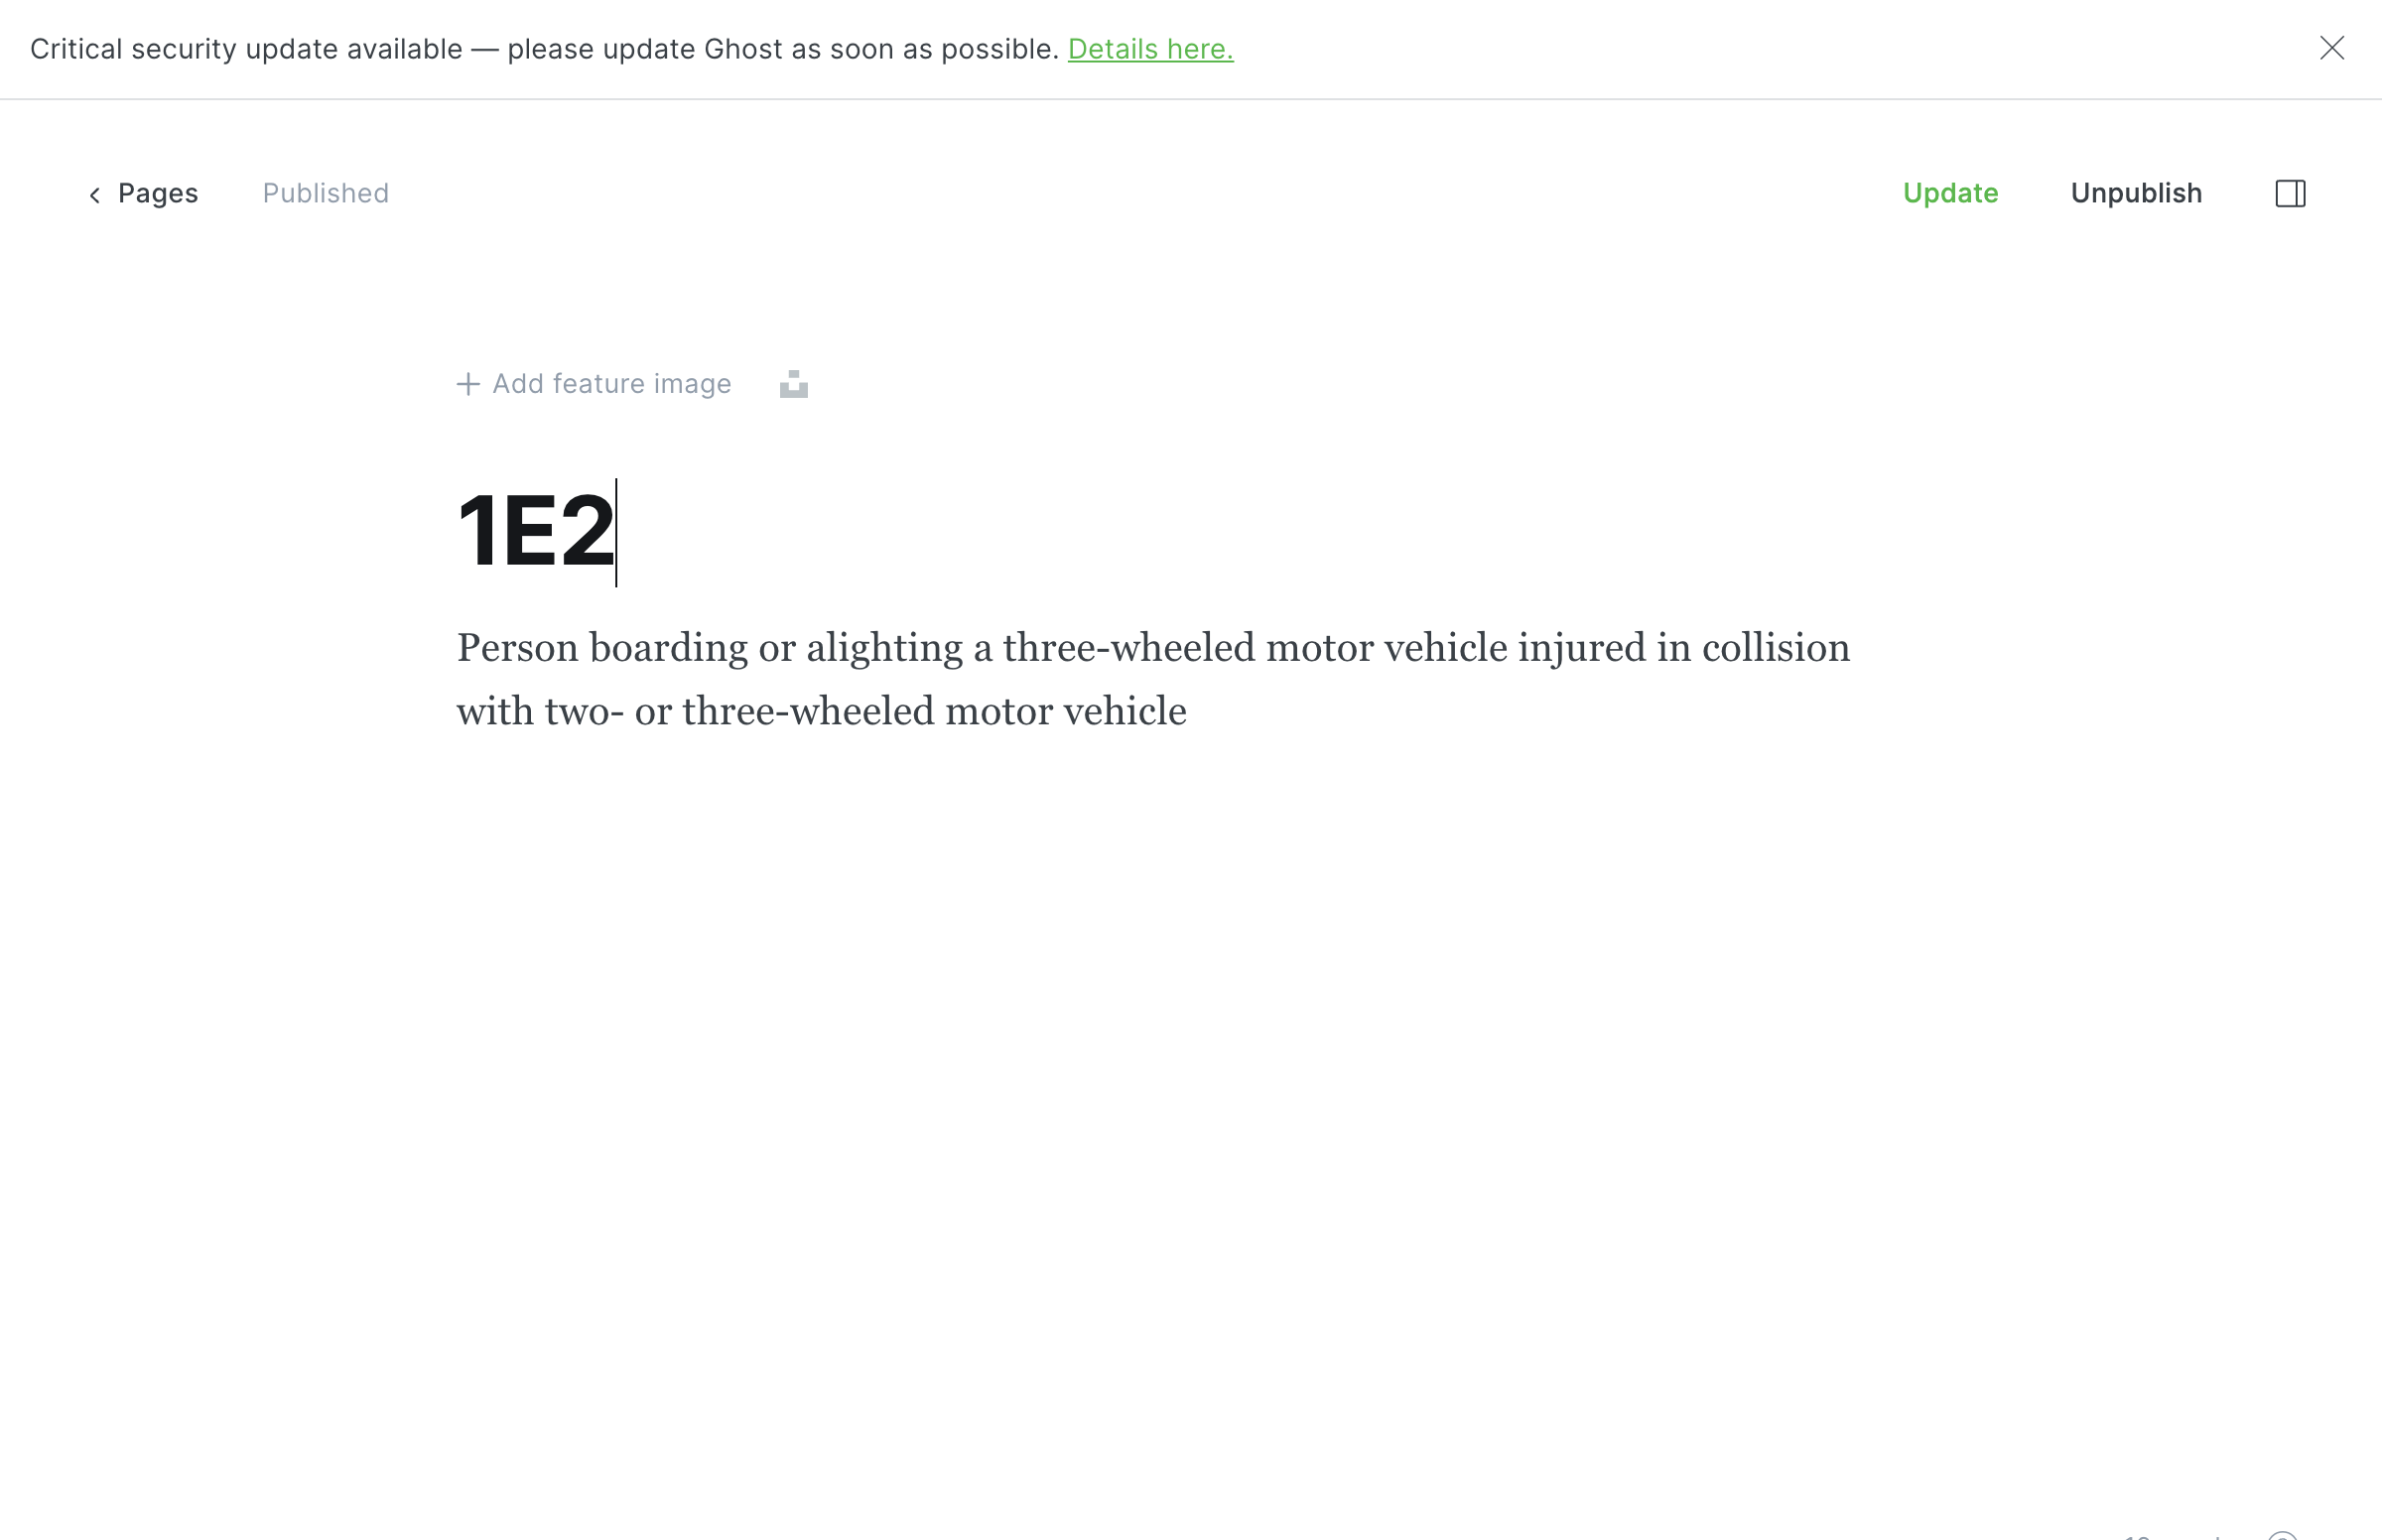 Critical security update available — please update Ghost as soon as possible. Details here.
Pages
Published
Update
Unpublish
Add feature image
1E2
Person boarding or alighting a three-wheeled motor vehicle injured in collision
with two- or three-wheeled motor vehicle